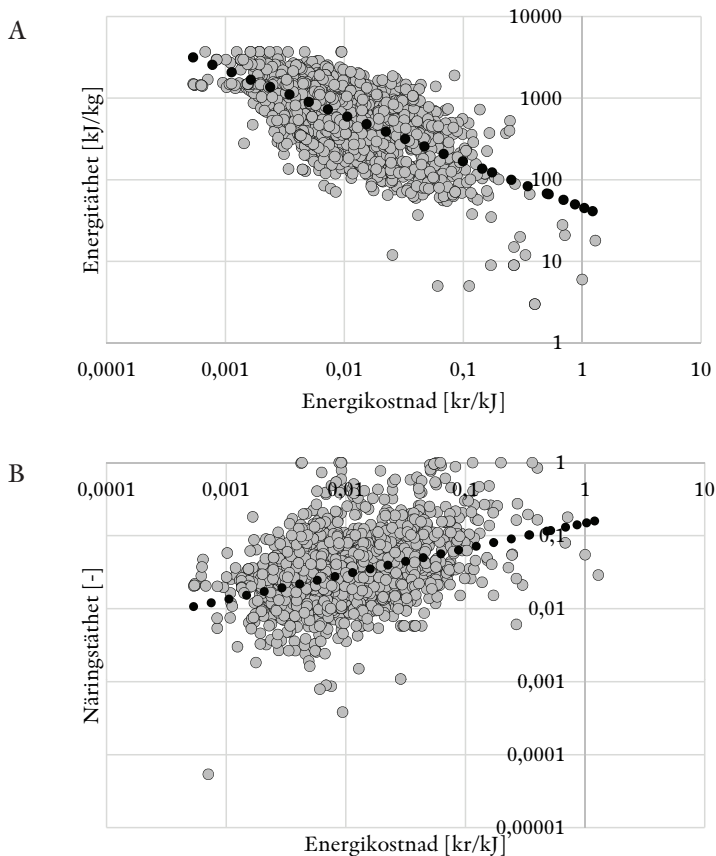 A
10000
1000
100
10
1
Energitäthet [kJ/kg]
0,0001 0,001 0,01 0,1 1 10
Energikostnad [kr/kJ]
B
1
0,0001 0,001 0,01 0,1 1 10
0,1
0,01
0,001
0,0001
0,00001
Näringstäthet [-]
Energikostnad [kr/kJ]